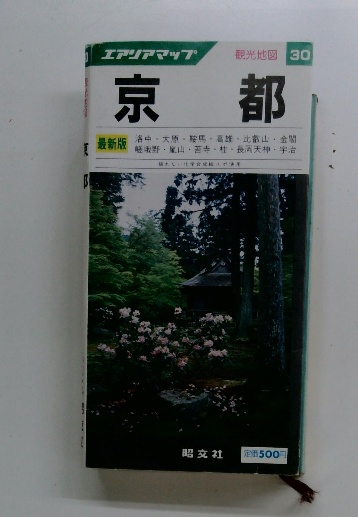 エアリアマップ 観光地図 30
京都
最新版 洛中・大原・鞍馬・高雄・比叡山・金閣
嵯峨野・嵐山・苔寺・桂・長岡天神・宇治
昭文社
定価500円